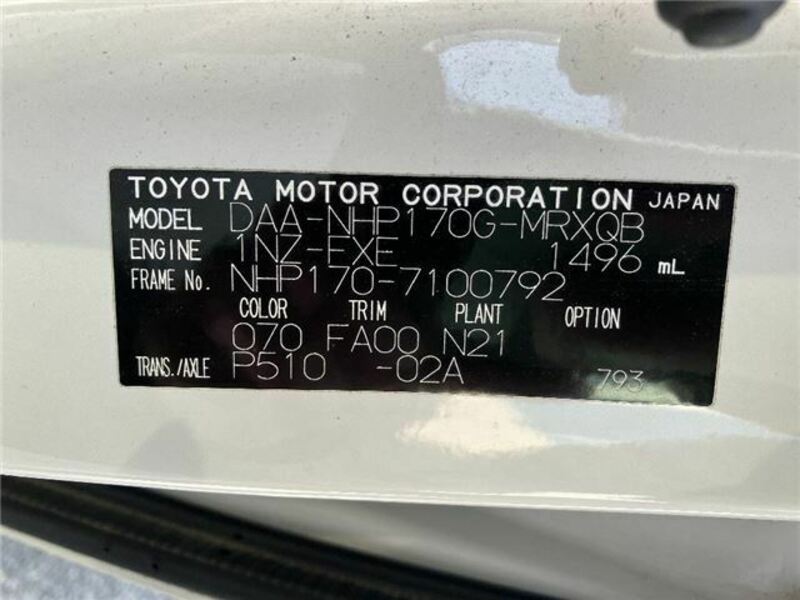 TOYOTA MOTOR CORPORATION JAPAN
MODEL DAA-NHP170G-MRXQB
ENGINE 1NZ-FXE 1496 mL
FRAME No. NHP170-7100792
COLOR TRIM PLANT OPTION
070 FA00 N21
TRANS./AXLE P510 -02A 793